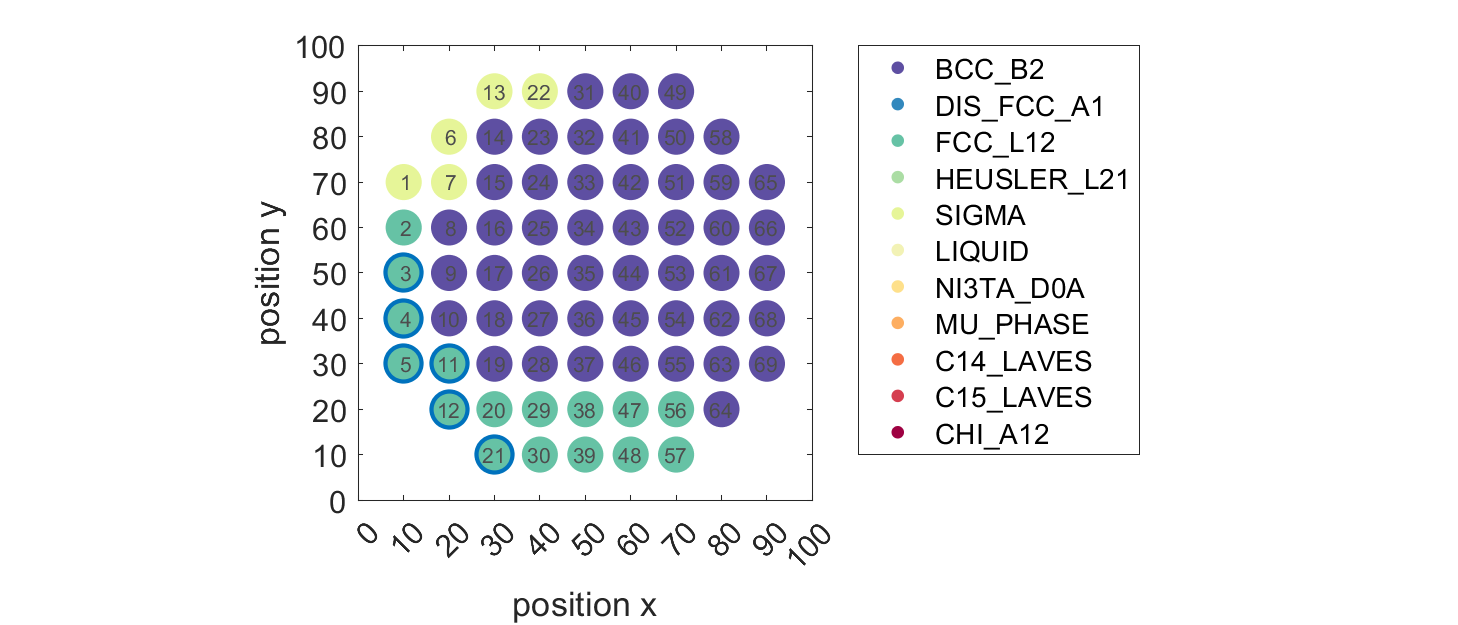 100
90 13 22 31 40 49
80 6 14 23 32 41 50 58
70 1 7 15 24 33 42 51 59 65
60 2 8 16 25 34 43 52 60 66
50 3 9 17 26 35 44 53 61 67
40 4 10 18 27 36 45 54 62 68
30 5 11 19 28 37 46 55 63 69
20 12 20 29 38 47 56 64
10 21 30 39 48 57
0
0 10 20 30 40 50 60 70 80 90 100
position x
position y
BCC_B2
DIS_FCC_A1
FCC_L12
HEUSLER_L21
SIGMA
LIQUID
NI3TA_D0A
MU_PHASE
C14_LAVES
C15_LAVES
CHI_A12